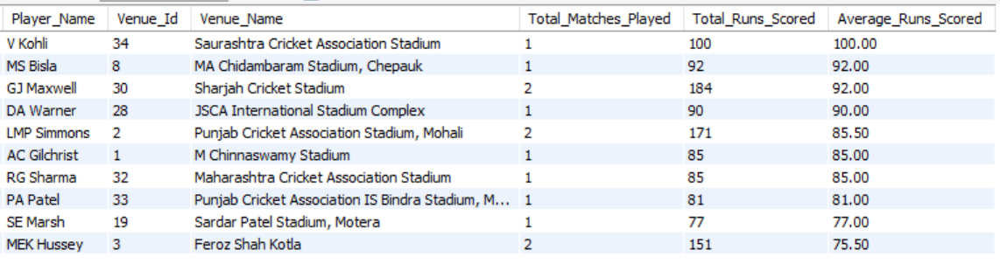 Player_Name Venue_Id Venue_Name Total_Matches_Played Total_Runs_Scored Average_Runs_Scored
V Kohli 34 Saurashtra Cricket Association Stadium 1 100 100.00
MS Bisla 8 MA Chidambaram Stadium, Chepauk 1 92 92.00
GJ Maxwell 30 Sharjah Cricket Stadium 2 184 92.00
DA Warner 28 JSCA International Stadium Complex 1 90 90.00
LMP Simmons 2 Punjab Cricket Association Stadium, Mohali 2 171 85.50
AC Gilchrist 1 M Chinnaswamy Stadium 1 85 85.00
RG Sharma 32 Maharashtra Cricket Association Stadium 1 85 85.00
PA Patel 33 Punjab Cricket Association IS Bindra Stadium, M... 1 81 81.00
SE Marsh 19 Sardar Patel Stadium, Motera 1 77 77.00
MEK Hussey 3 Feroz Shah Kotla 2 151 75.50